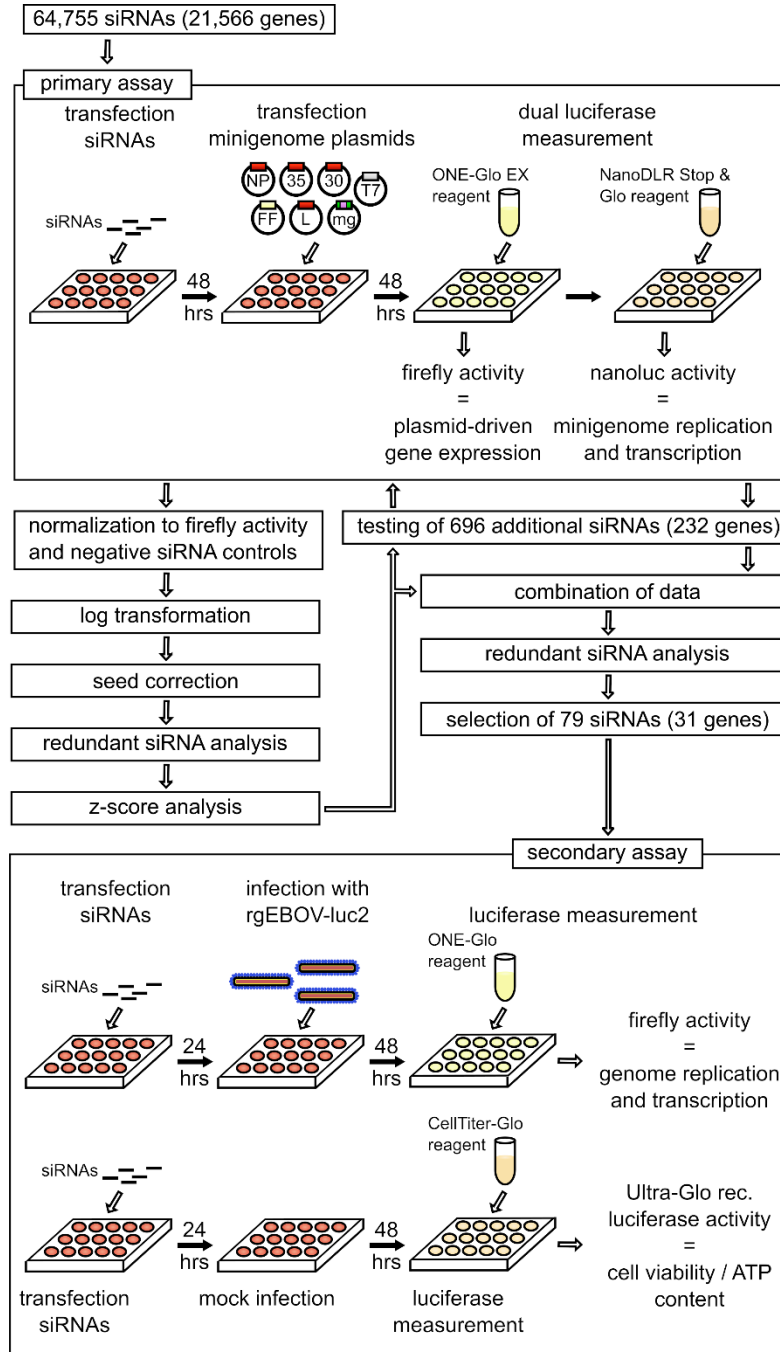 64,755 siRNAs (21,566 genes)
primary assay
transfection
siRNAs
transfection
minigenome plasmids
dual luciferase
measurement
siRNAs
NP
35
30
T7
FF
L
mg
ONE-Glo EX
reagent
NanoDLR Stop &
Glo reagent
48
hrs
48
hrs
firefly activity
=
plasmid-driven
gene expression
nanoluc activity
=
minigenome replication
and transcription
normalization to firefly activity
and negative siRNA controls
log transformation
seed correction
redundant siRNA analysis
z-score analysis
testing of 696 additional siRNAs (232 genes)
combination of data
redundant siRNA analysis
selection of 79 siRNAs (31 genes)
secondary assay
transfection
siRNAs
infection with
rgEBOV-luc2
luciferase measurement
siRNAs
ONE-Glo
reagent
24
hrs
48
hrs
firefly activity
=
genome replication
and transcription
siRNAs
CellTiter-Glo
reagent
24
hrs
48
hrs
Ultra-Glo rec.
luciferase activity
=
cell viability / ATP
content
transfection
siRNAs
mock infection
luciferase
measurement